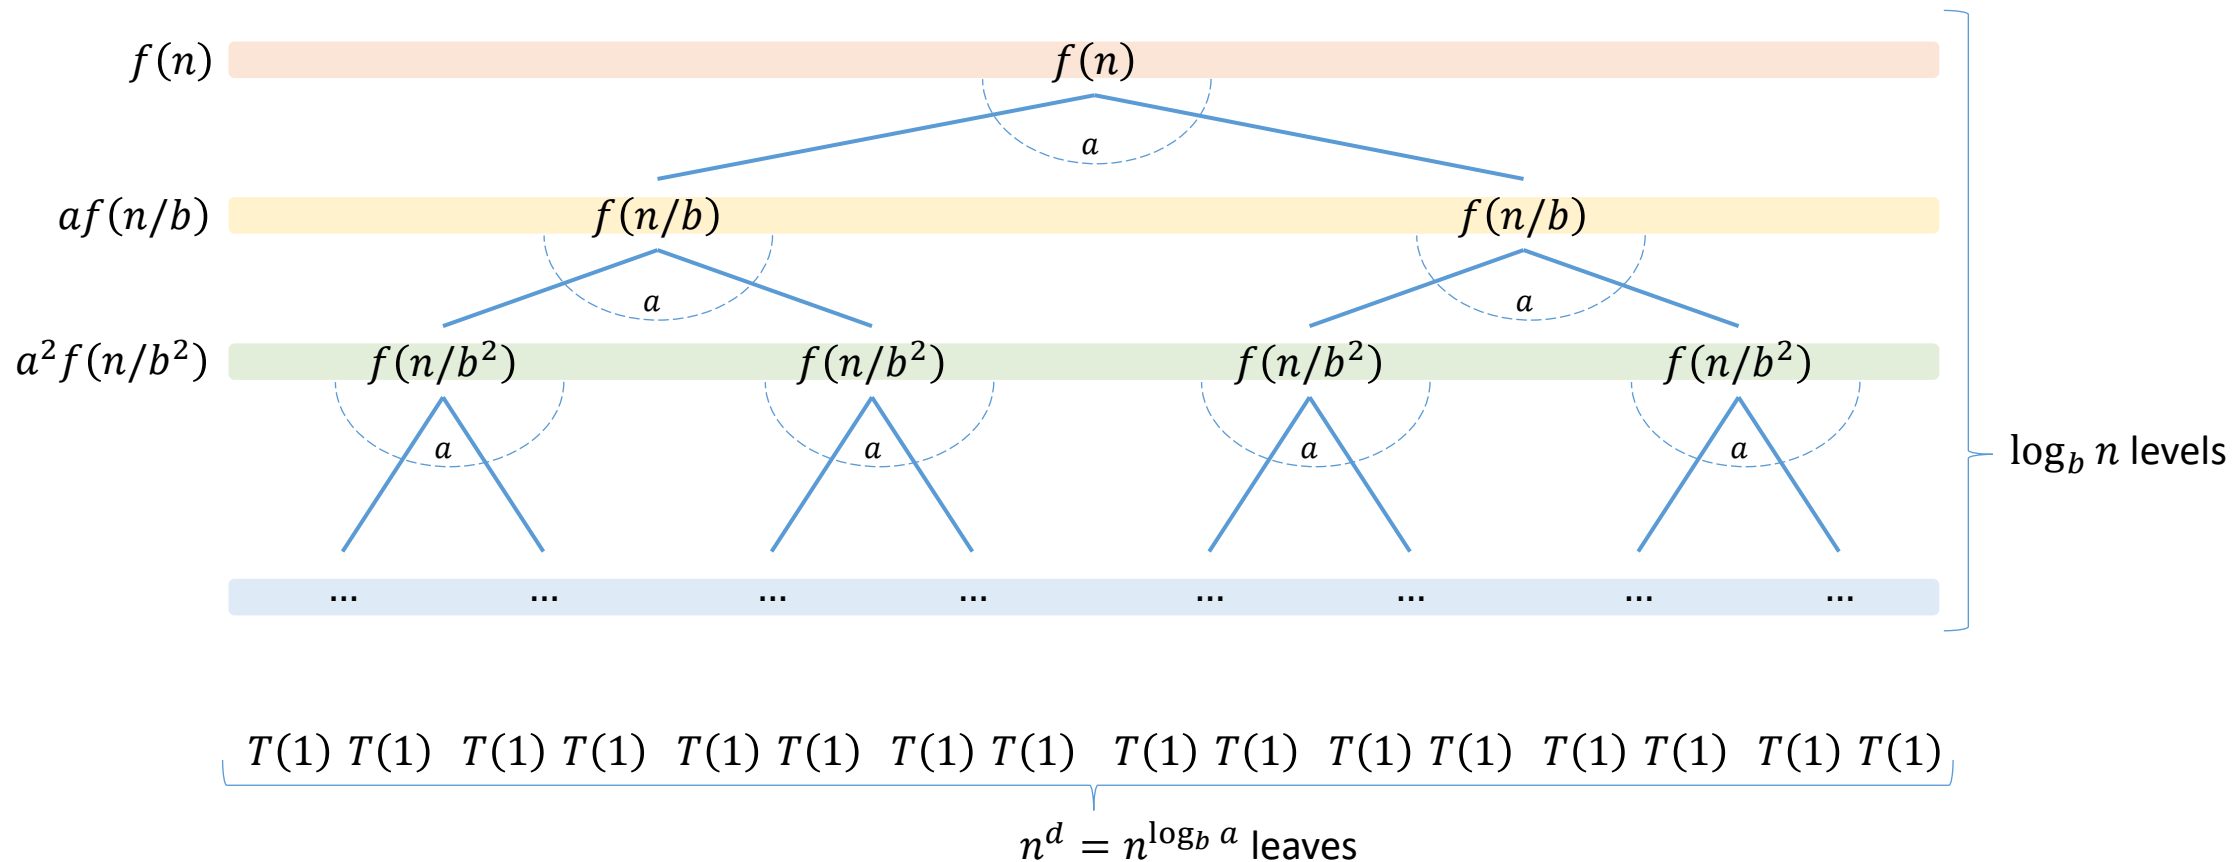 f(n) f(n)
a
af(n/b) f(n/b) f(n/b)
a a
a²f(n/b²) f(n/b²) f(n/b²) f(n/b²) f(n/b²)
a a a a
log_b n levels
... ... ... ... ... ... ... ...
T(1) T(1) T(1) T(1) T(1) T(1) T(1) T(1) T(1) T(1) T(1) T(1) T(1) T(1) T(1) T(1)
n^d = n^{log_b a} leaves